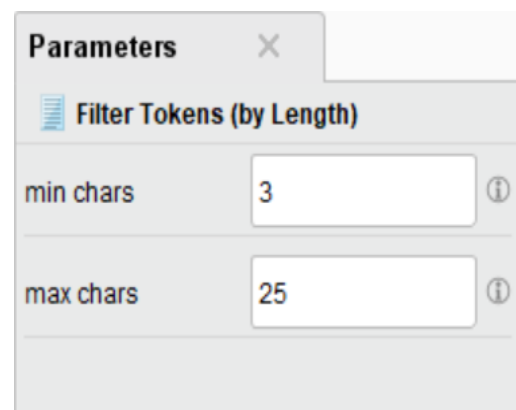 Parameters
Filter Tokens (by Length)
min chars 3
max chars 25